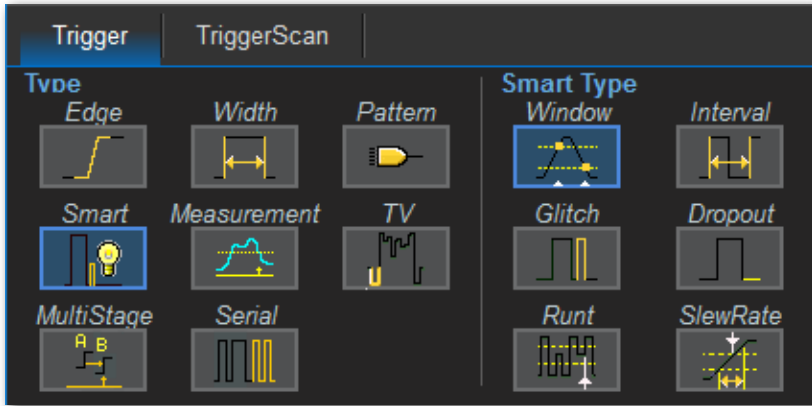 Trigger TriggerScan
Type Smart Type
Edge Width Pattern Window Interval
Smart Measurement TV Glitch Dropout
MultiStage Serial Runt SlewRate
A B